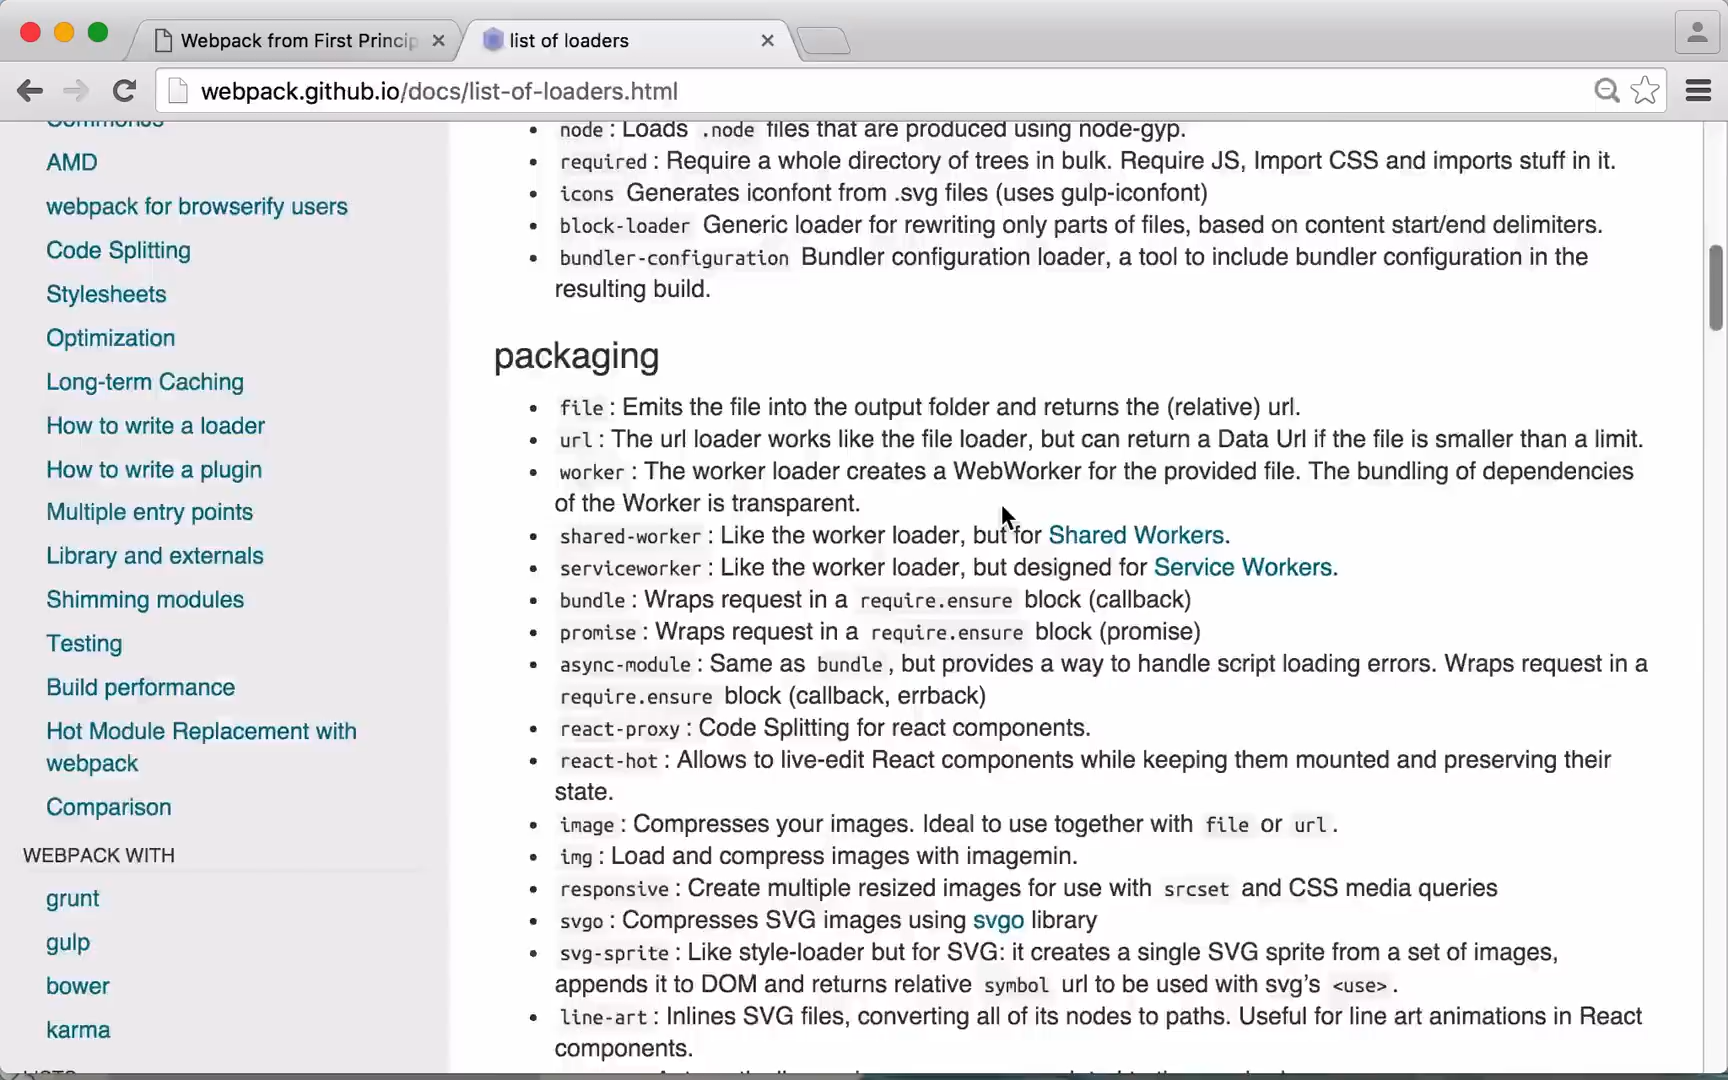 Webpack from First Princip
list of loaders
webpack.github.io/docs/list-of-loaders.html
CommonJS
AMD
webpack for browserify users
Code Splitting
Stylesheets
Optimization
Long-term Caching
How to write a loader
How to write a plugin
Multiple entry points
Library and externals
Shimming modules
Testing
Build performance
Hot Module Replacement with
webpack
Comparison
WEBPACK WITH
grunt
gulp
bower
karma
LISTS
node : Loads .node files that are produced using node-gyp.
required : Require a whole directory of trees in bulk. Require JS, Import CSS and imports stuff in it.
icons Generates iconfont from .svg files (uses gulp-iconfont)
block-loader Generic loader for rewriting only parts of files, based on content start/end delimiters.
bundler-configuration Bundler configuration loader, a tool to include bundler configuration in the
resulting build.
packaging
file : Emits the file into the output folder and returns the (relative) url.
url : The url loader works like the file loader, but can return a Data Url if the file is smaller than a limit.
worker : The worker loader creates a WebWorker for the provided file. The bundling of dependencies
of the Worker is transparent.
shared-worker : Like the worker loader, but for Shared Workers.
serviceworker : Like the worker loader, but designed for Service Workers.
bundle : Wraps request in a require.ensure block (callback)
promise : Wraps request in a require.ensure block (promise)
async-module : Same as bundle , but provides a way to handle script loading errors. Wraps request in a
require.ensure block (callback, errback)
react-proxy : Code Splitting for react components.
react-hot : Allows to live-edit React components while keeping them mounted and preserving their
state.
image : Compresses your images. Ideal to use together with file or url .
img : Load and compress images with imagemin.
responsive : Create multiple resized images for use with srcset and CSS media queries
svgo : Compresses SVG images using svgo library
svg-sprite : Like style-loader but for SVG: it creates a single SVG sprite from a set of images,
appends it to DOM and returns relative symbol url to be used with svg’s <use> .
line-art : Inlines SVG files, converting all of its nodes to paths. Useful for line art animations in React
components.